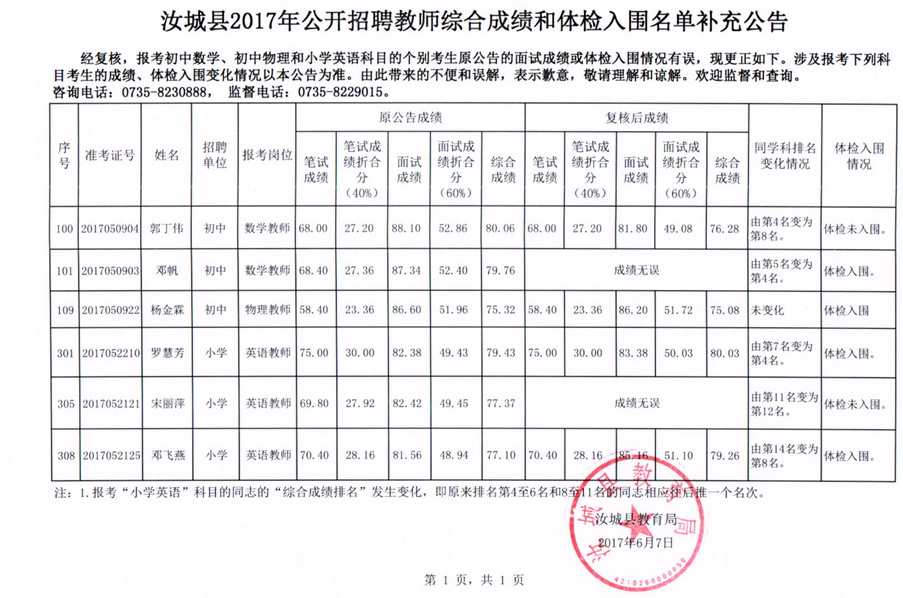 汝城县2017年公开招聘教师综合成绩和体检入围名单补充公告
经复核，报考初中数学、初中物理和小学英语科目的个别考生原公告的面试成绩或体检入围情况有误，现更正如下。涉及报考下列科
目考生的成绩、体检入围变化情况以本公告为准。由此带来的不便和误解，表示歉意，敬请理解和谅解。欢迎监督和查询。
咨询电话：0735-8230888， 监督电话：0735-8229015。
序号 准考证号 姓名 招聘单位 报考岗位 原公告成绩 复核后成绩 同学科排名变化情况 体检入围情况
笔试成绩 笔试成绩折合分（40%） 面试成绩 面试成绩折合分（60%） 综合成绩 笔试成绩 笔试成绩折合分（40%） 面试成绩 面试成绩折合分（60%） 综合成绩
100 2017050904 郭丁伟 初中 数学教师 68.00 27.20 88.10 52.86 80.06 68.00 27.20 81.80 49.08 76.28 由第4名变为第8名。 体检未入围。
101 2017050903 邓帆 初中 数学教师 68.40 27.36 87.34 52.40 79.76 成绩无误 由第5名变为第4名。 体检入围。
109 2017050922 杨金霖 初中 物理教师 58.40 23.36 86.60 51.96 75.32 58.40 23.36 86.20 51.72 75.08 未变化 体检入围
301 2017052210 罗慧芳 小学 英语教师 75.00 30.00 82.38 49.43 79.43 75.00 30.00 83.38 50.03 80.03 由第7名变为第4名。 体检入围。
305 2017052121 宋丽萍 小学 英语教师 69.80 27.92 82.42 49.45 77.37 成绩无误 由第11名变为第12名。 体检未入围。
308 2017052125 邓飞燕 小学 英语教师 70.40 28.16 81.56 48.94 77.10 70.40 28.16 85.16 51.10 79.26 由第14名变为第8名。 体检入围。
注：1.报考“小学英语”科目的同志的“综合成绩排名”发生变化，即原来排名第4至6名和8至11名的同志相应往后推一个名次。
汝城县教育局
汝城县教育局
2017年6月7日
第 1 页，共 1 页